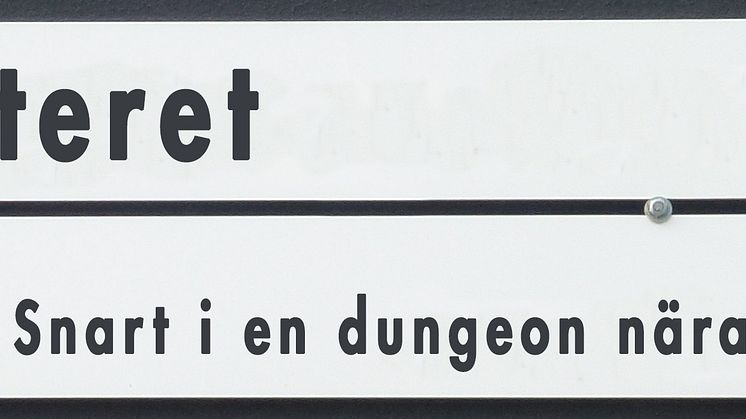 teret
Snart i en dungeon nära